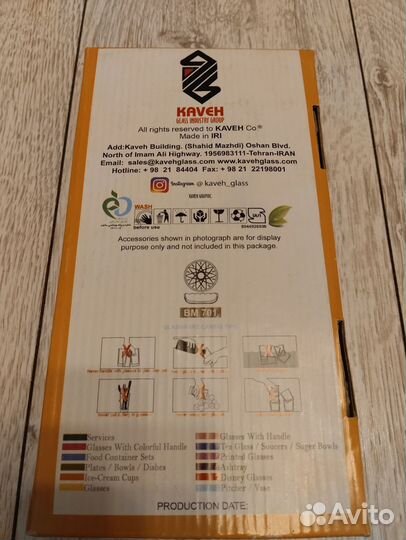 KAVEH
GLASS INDUSTRY GROUP
All rights reserved to KAVEH Co®
Made in IRI
Add:Kaveh Building. (Shahid Mazhdi) Oshan Blvd.
North of Imam Ali Highway. 1956983111-Tehran-IRAN
Email: sales@kavehglass.com www.kavehglass.com
Hotline: + 98 21 84404 Fax: + 98 21 22198001
Instagram @ kaveh_glass
KAVEH GRAPHIC.
WASH
before use
Accessories shown in photograph are for display
purpose only and not included in this package.
BM 701
Services
Glasses With Colorful Handle
Food Container Sets
Plates / Bowls / Dishes
Ice-Cream Cups
Glasses
Glasses With Handle
Tea Glass / Soucers / Suger Bowls
Printed Glasses
Ashtray
Disney Glasses
Pitcher / Vase
PRODUCTION DATE:
Avito